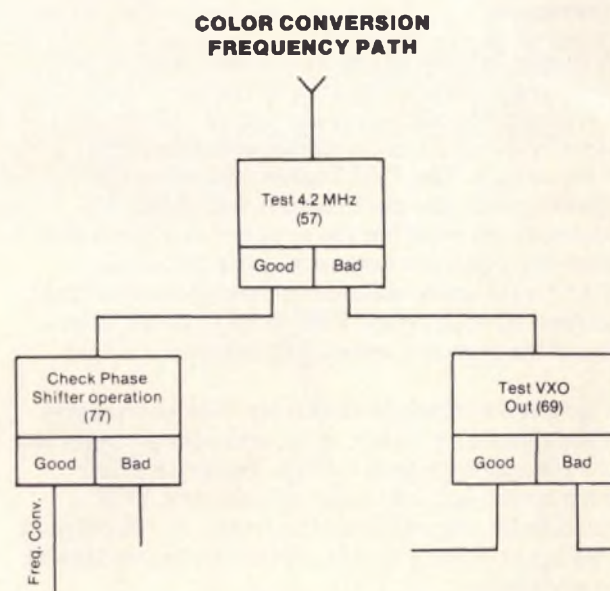 COLOR CONVERSION
FREQUENCY PATH
Test 4.2 MHz
(57)
Good Bad
Check Phase
Shifter operation
(77)
Good Bad
Test VXO
Out (69)
Good Bad
Freq. Conv.